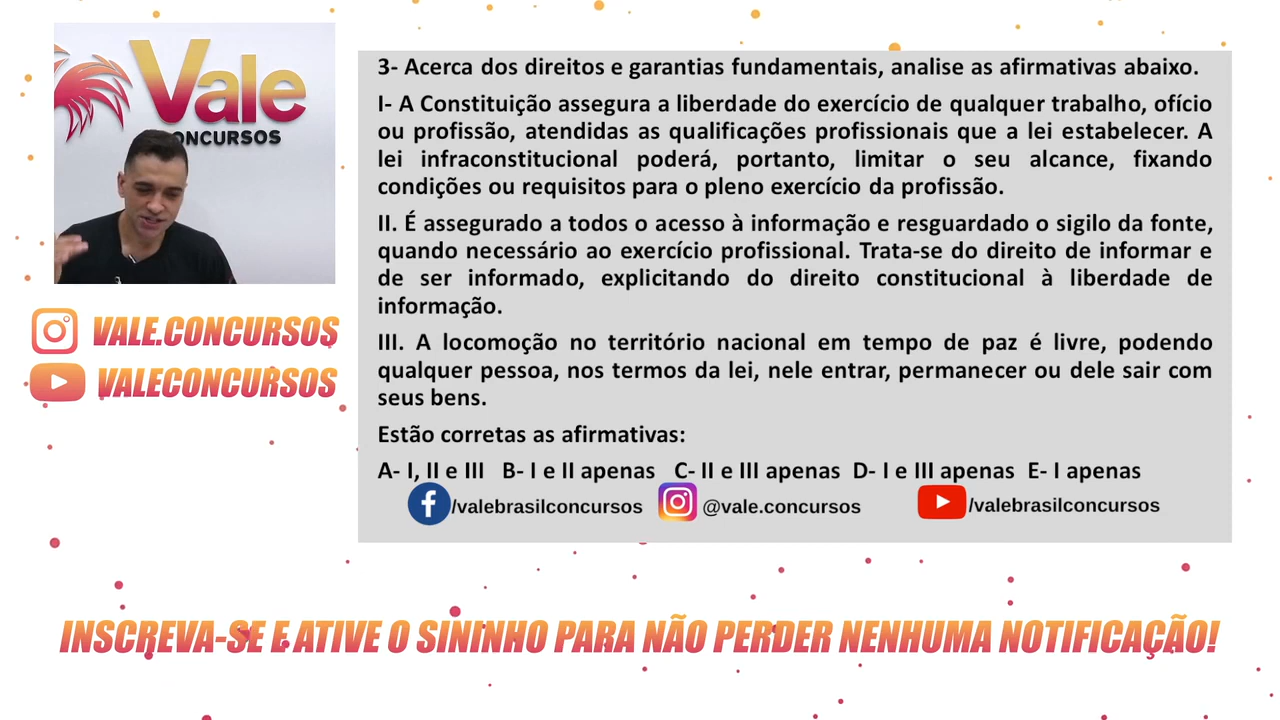 Vale
CONCURSOS
VALE.CONCURSOS
VALECONCURSOS
3- Acerca dos direitos e garantias fundamentais, analise as afirmativas abaixo.
I- A Constituição assegura a liberdade do exercício de qualquer trabalho, ofício
ou profissão, atendidas as qualificações profissionais que a lei estabelecer. A
lei infraconstitucional poderá, portanto, limitar o seu alcance, fixando
condições ou requisitos para o pleno exercício da profissão.
II. É assegurado a todos o acesso à informação e resguardado o sigilo da fonte,
quando necessário ao exercício profissional. Trata-se do direito de informar e
de ser informado, explicitando do direito constitucional à liberdade de
informação.
III. A locomoção no território nacional em tempo de paz é livre, podendo
qualquer pessoa, nos termos da lei, nele entrar, permanecer ou dele sair com
seus bens.
Estão corretas as afirmativas:
A- I, II e III B- I e II apenas C- II e III apenas D- I e III apenas E- I apenas
/valebrasilconcursos @vale.concursos /valebrasilconcursos
INSCREVA-SE E ATIVE O SININHO PARA NÃO PERDER NENHUMA NOTIFICAÇÃO!